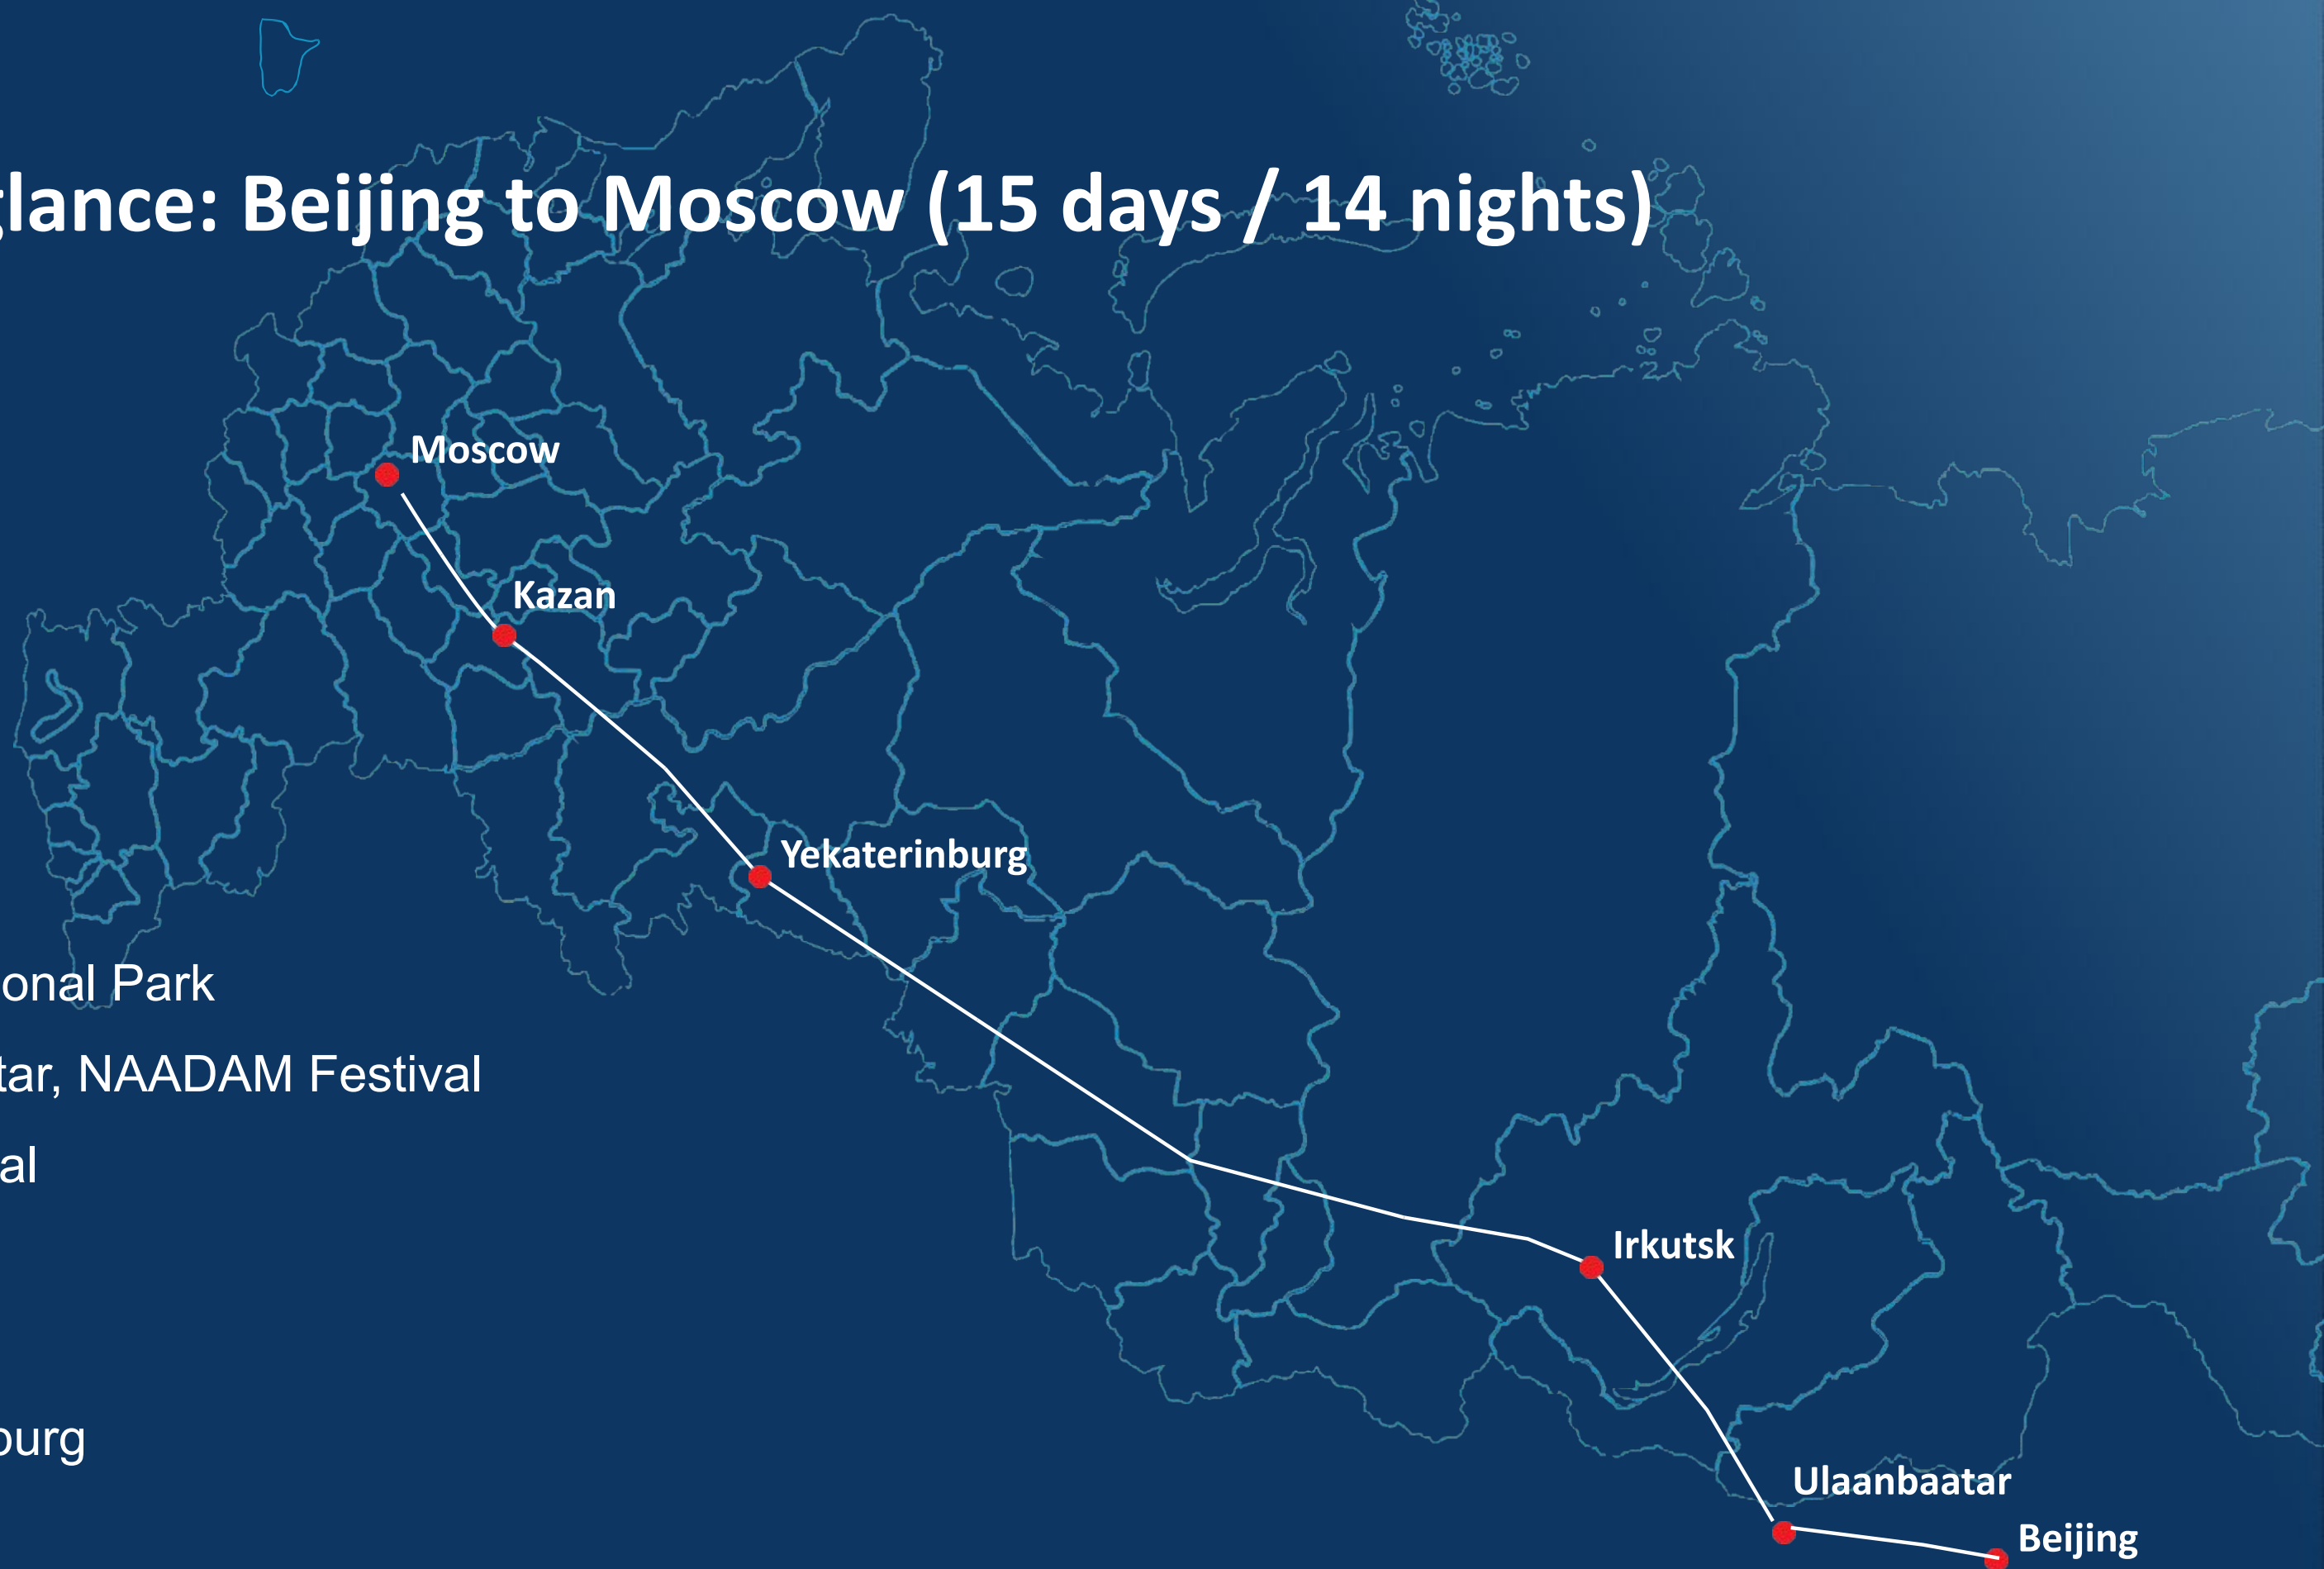 glance: Beijing to Moscow (15 days / 14 nights)
Moscow
Kazan
Yekaterinburg
onal Park
tar, NAADAM Festival
al
Irkutsk
burg
Ulaanbaatar
Beijing